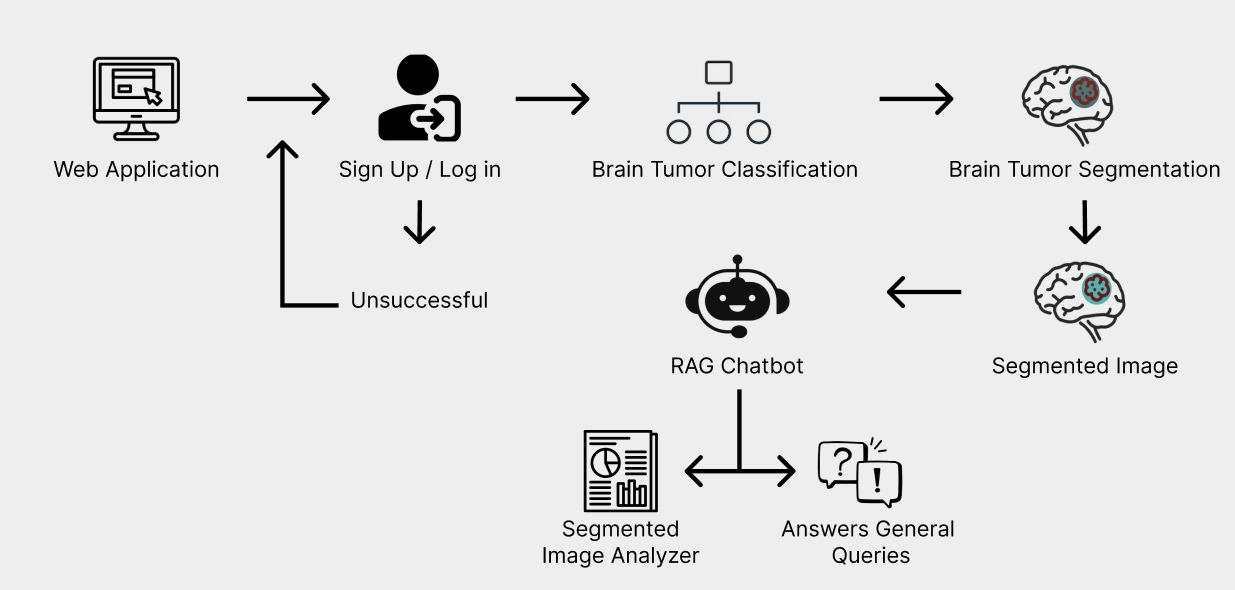 Web Application
Sign Up / Log in
Brain Tumor Classification
Brain Tumor Segmentation
Unsuccessful
RAG Chatbot
Segmented Image
?
!
Segmented
Image Analyzer
Answers General
Queries